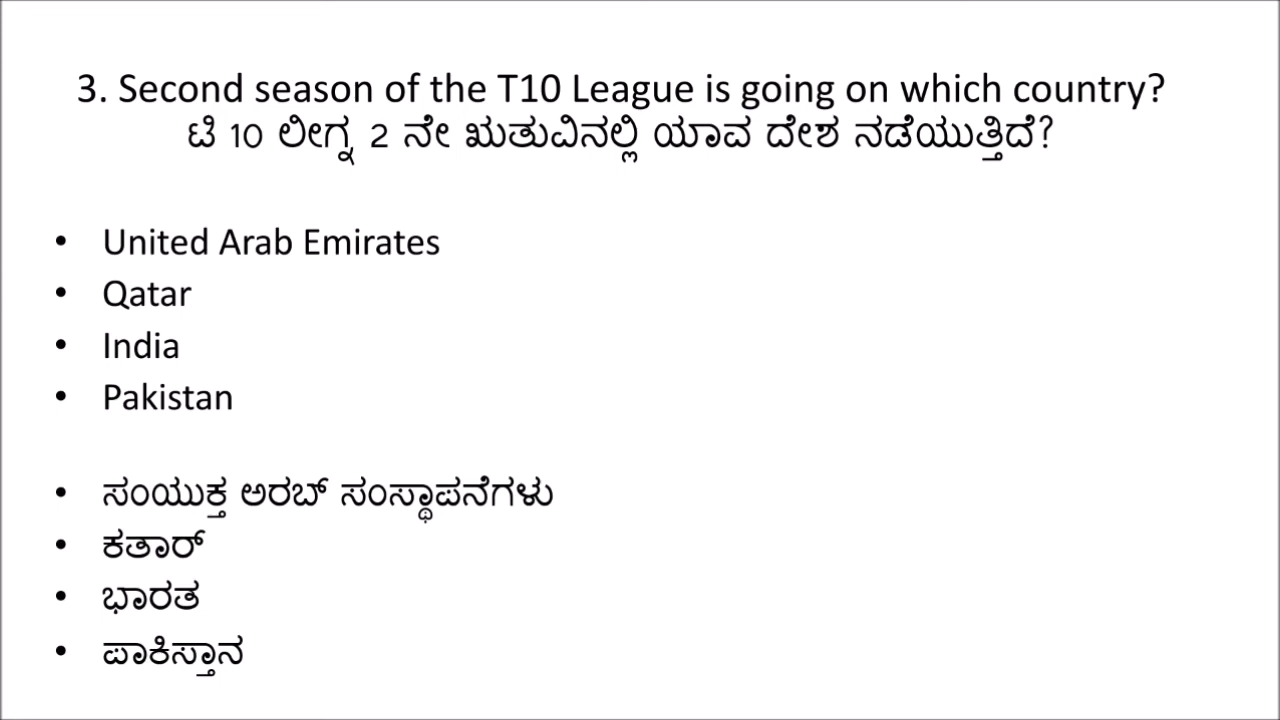 3. Second season of the T10 League is going on which country?
ಟಿ 10 ಲೀಗ್ನ 2 ನೇ ಋತುವಿನಲ್ಲಿ ಯಾವ ದೇಶ ನಡೆಯುತ್ತಿದೆ?
• United Arab Emirates
• Qatar
• India
• Pakistan
• ಸಂಯುಕ್ತ ಅರಬ್ ಸಂಸ್ಥಾಪನೆಗಳು
• ಕತಾರ್
• ಭಾರತ
• ಪಾಕಿಸ್ತಾನ